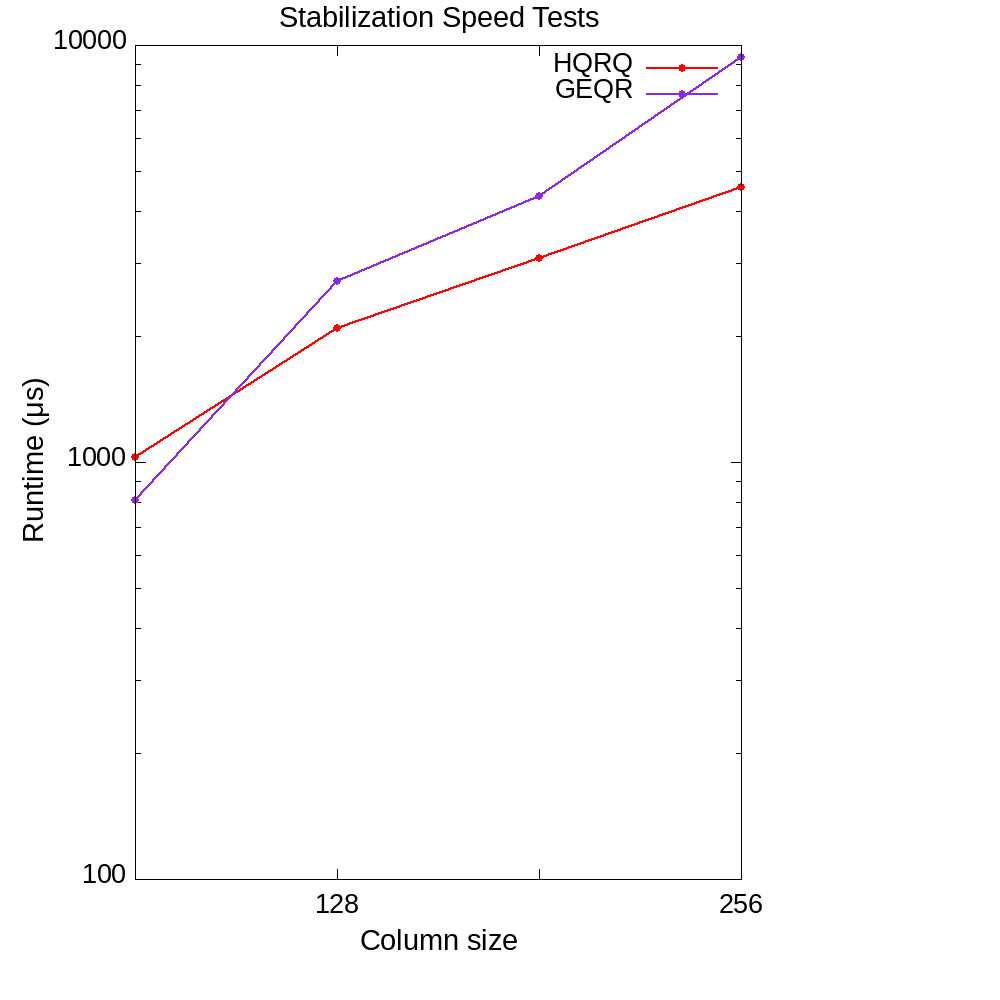 Stabilization Speed Tests
10000
HQRQ
GEQR
1000
Runtime (µs)
100
128
256
Column size